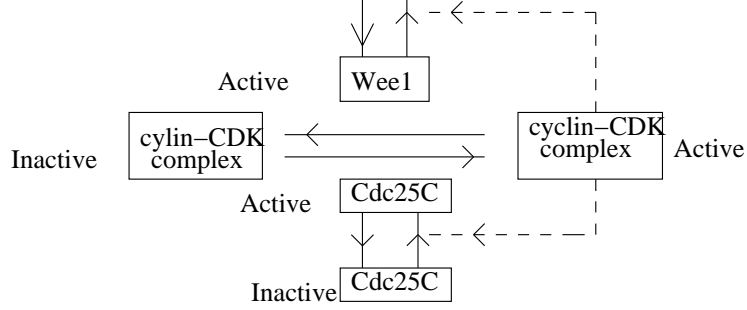 Active
Wee1
Inactive
cylin−CDK
complex
cyclin−CDK
complex
Active
Active
Cdc25C
Inactive
Cdc25C